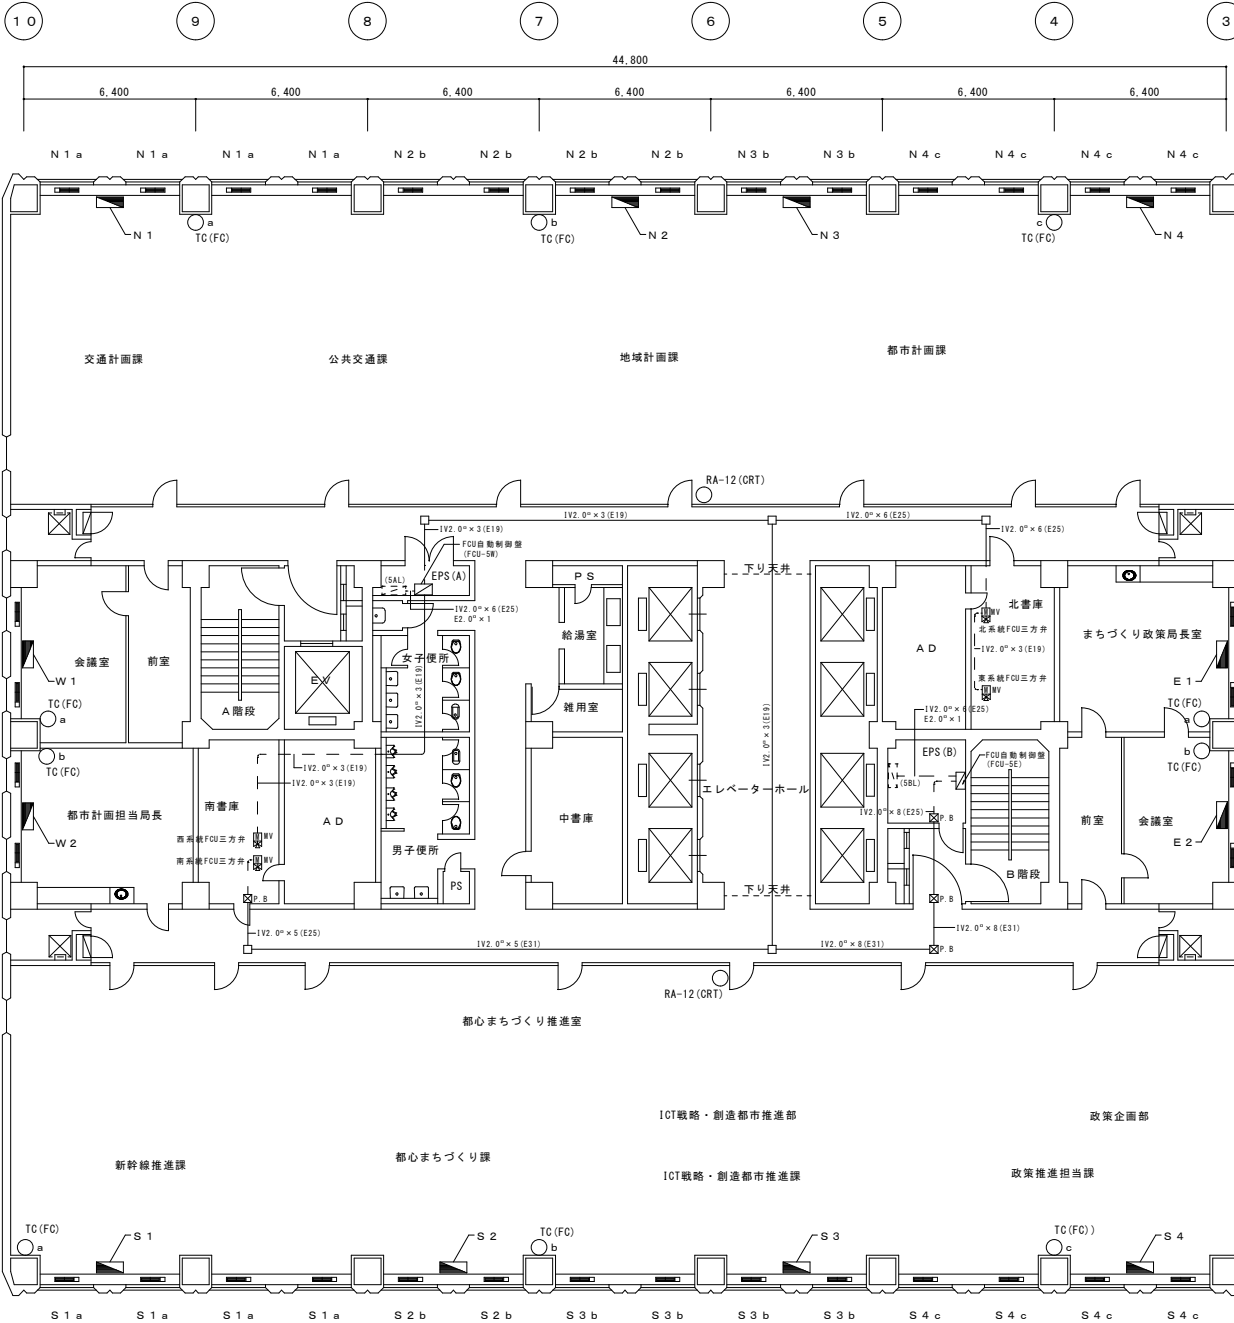 10 9 8 7 6 5 4 3
44,800
6,400 6,400 6,400 6,400 6,400 6,400 6,400
N1a N1a N1a N1a N2b N2b N2b N2b N3b N3b N4c N4c N4c N4c
a b c
N1 TC(FC) TC(FC) N2 N3 TC(FC) N4
交通計画課 公共交通課 地域計画課 都市計画課
RA-12(CRT)
IV2.0°×3(E19) IV2.0°×6(E25)
IV2.0°×3(E19) IV2.0°×6(E25)
FCU自動制御盤
(FCU-5W)
下り天井
(5AL) EPS(A) PS
IV2.0°×6(E25)
E2.0°×1
北書庫 MV
北系統FCU三方弁
給湯室 まちづくり政策局長室
IV2.0°×3(E19)
会議室 前室 女子便所 AD
W1 EV IV2.0°×3(E19) 東系統FCU三方弁 E1
MV
TC(FC) TC(FC)
a A階段 雑用室 IV2.0°×6(E25) a
E2.0°×1
IV2.0°×3(E19)
b b
TC(FC) EPS(B) TC(FC)
IV2.0°×3(E19) FCU自動制御盤
IV2.0°×3(E19) (FCU-5E)
(5BL)
エレベーターホール
南書庫
都市計画担当局長 AD 中書庫 IV2.0°×8(E25) 前室 会議室
P.B
西系統FCU三方弁 MV
W2 E2
男子便所
南系統FCU三方弁 MV
B階段
PS 下り天井
P.B P.B
IV2.0°×5(E25) IV2.0°×8(E31)
IV2.0°×5(E31) IV2.0°×8(E31) P.B
RA-12(CRT)
都心まちづくり推進室
ICT戦略・創造都市推進部 政策企画部
新幹線推進課 都心まちづくり課 ICT戦略・創造都市推進課 政策推進担当課
TC(FC) TC(FC) TC(FC))
a S1 S2 b S3 c S4
S1a S1a S1a S1a S2b S2b S3b S3b S3b S3b S4c S4c S4c S4c